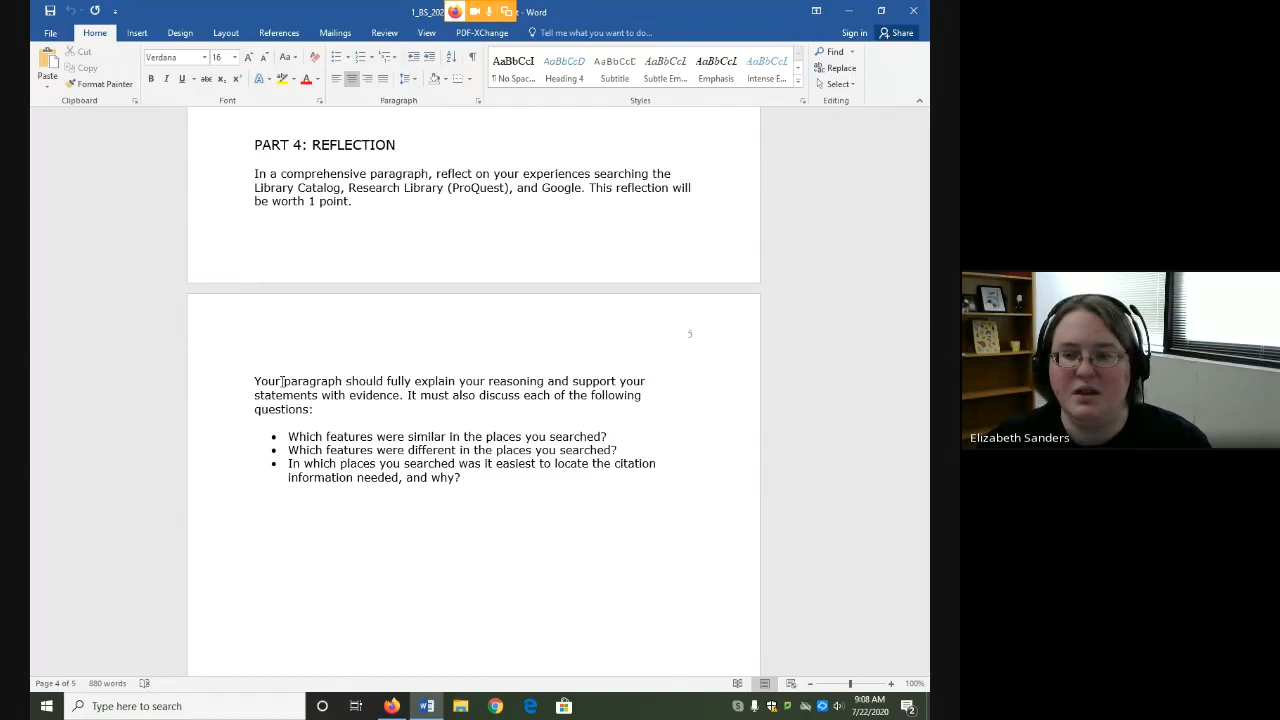 1_BS_202 t - Word
File Home Insert Design Layout References Mailings Review View PDF-XChange Tell me what you want to do... Sign in Share
Paste Cut Copy Format Painter
Verdana 16
AaBbCcI AaBbCcD AaBbCcD AaBbCcI AaBbCcI AaBbCcI
¶ No Spac... Heading 4 Subtitle Subtle Em... Emphasis Intense E...
Find Replace Select
Clipboard Font Paragraph Styles Editing
PART 4: REFLECTION
In a comprehensive paragraph, reflect on your experiences searching the
Library Catalog, Research Library (ProQuest), and Google. This reflection will
be worth 1 point.
5
Your paragraph should fully explain your reasoning and support your
statements with evidence. It must also discuss each of the following
questions:
• Which features were similar in the places you searched?
• Which features were different in the places you searched?
• In which places you searched was it easiest to locate the citation
information needed, and why?
Elizabeth Sanders
Page 4 of 5 880 words 100%
Type here to search
9:08 AM
7/22/2020
2